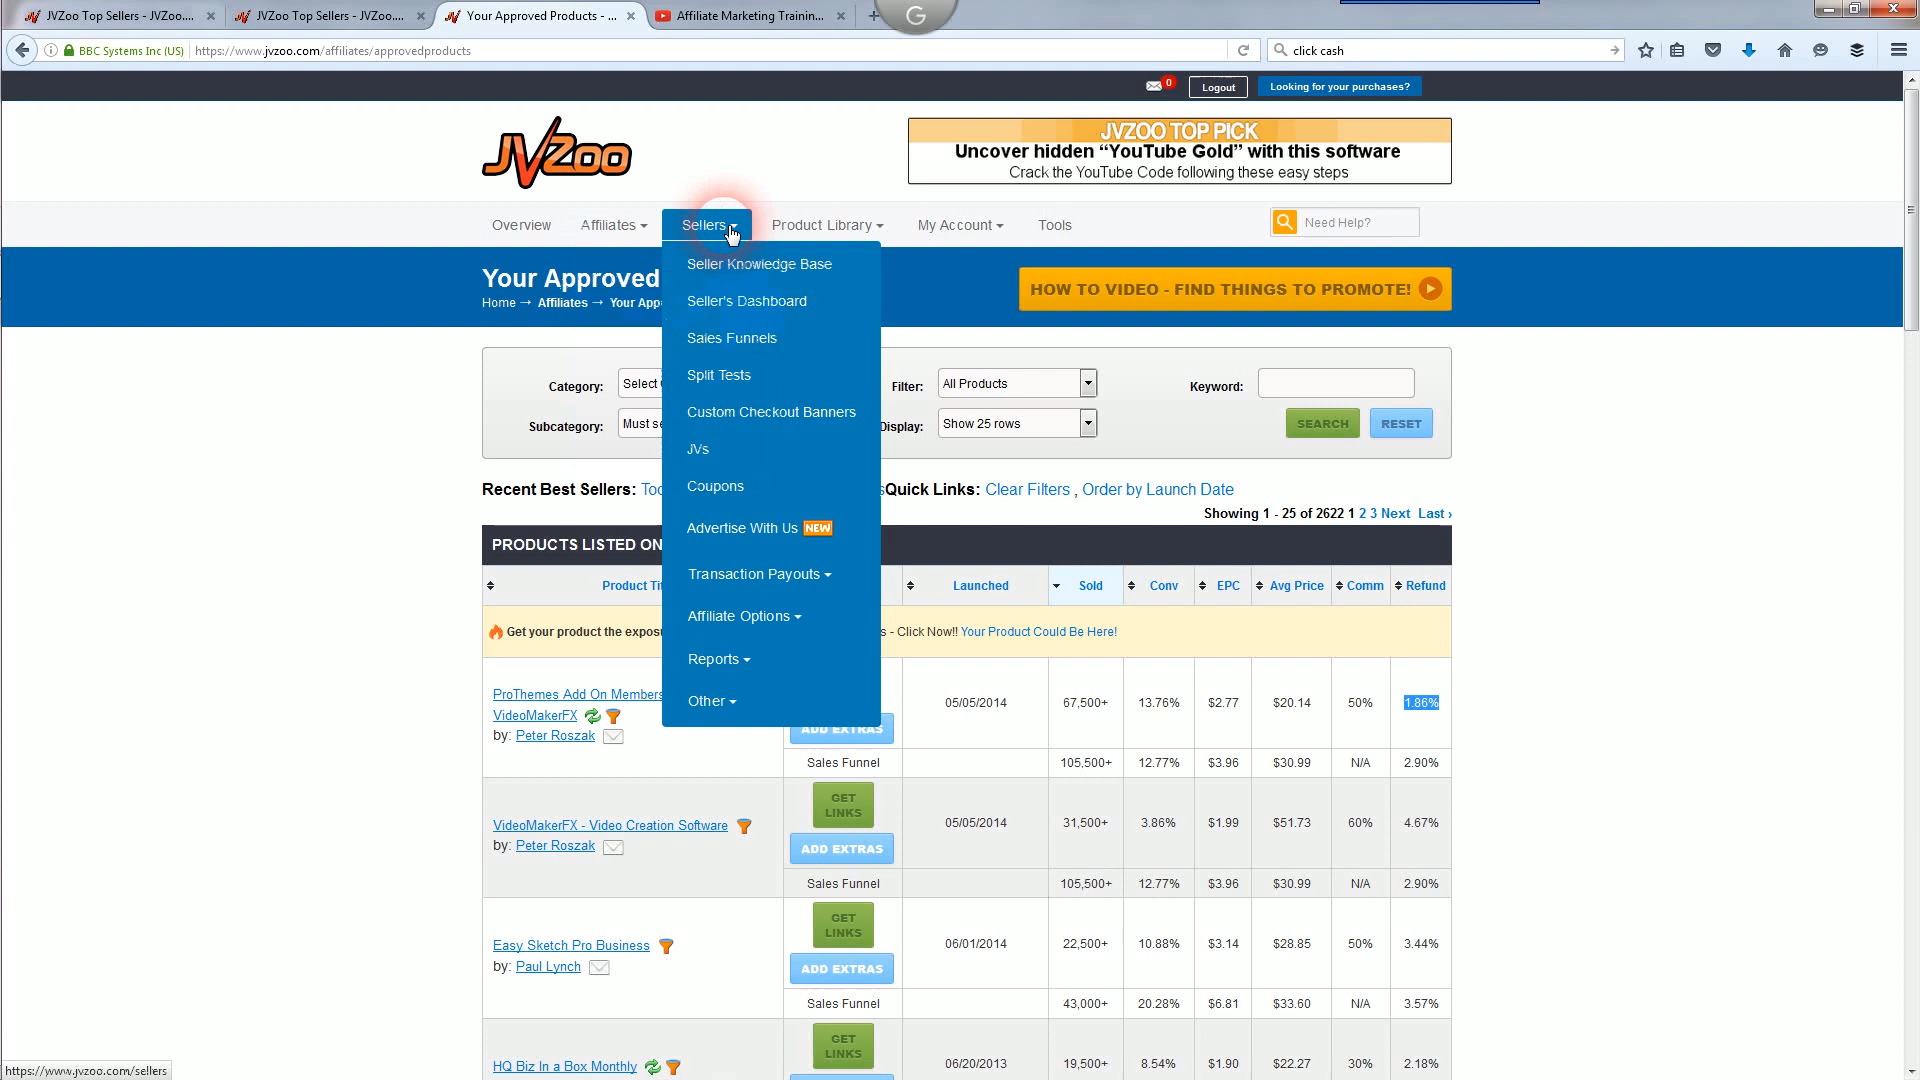 JVZoo Top Sellers - JVZoo....
JVZoo Top Sellers - JVZoo....
Your Approved Products - ...
Affiliate Marketing Trainin...
BBC Systems Inc (US)
https://www.jvzoo.com/affiliates/approvedproducts
click cash
0
Logout
Looking for your purchases?
JVZoo
JVZOO TOP PICK
Uncover hidden “YouTube Gold” with this software
Crack the YouTube Code following these easy steps
Overview
Affiliates
Sellers
Product Library
My Account
Tools
Need Help?
Your Approved
Home → Affiliates → Your App
HOW TO VIDEO - FIND THINGS TO PROMOTE!
Seller Knowledge Base
Seller's Dashboard
Sales Funnels
Split Tests
Custom Checkout Banners
JVs
Coupons
Advertise With Us NEW
Transaction Payouts
Affiliate Options
Reports
Other
Category:
Select
Filter:
All Products
Keyword:
Subcategory:
Must se
Display:
Show 25 rows
SEARCH
RESET
Recent Best Sellers:
Quick Links: Clear Filters , Order by Launch Date
Showing 1 - 25 of 2622 1 2 3 Next Last ›
PRODUCTS LISTED ON
Product Tit
Launched
Sold
Conv
EPC
Avg Price
Comm
Refund
Get your product the exposu
s - Click Now!! Your Product Could Be Here!
ProThemes Add On Members
VideoMakerFX
by: Peter Roszak
ADD EXTRAS
05/05/2014
67,500+
13.76%
$2.77
$20.14
50%
1.86%
Sales Funnel
105,500+
12.77%
$3.96
$30.99
N/A
2.90%
VideoMakerFX - Video Creation Software
by: Peter Roszak
GET
LINKS
ADD EXTRAS
05/05/2014
31,500+
3.86%
$1.99
$51.73
60%
4.67%
Sales Funnel
105,500+
12.77%
$3.96
$30.99
N/A
2.90%
Easy Sketch Pro Business
by: Paul Lynch
GET
LINKS
ADD EXTRAS
06/01/2014
22,500+
10.88%
$3.14
$28.85
50%
3.44%
Sales Funnel
43,000+
20.28%
$6.81
$33.60
N/A
3.57%
HQ Biz In a Box Monthly
GET
LINKS
06/20/2013
19,500+
8.54%
$1.90
$22.27
30%
2.18%
https://www.jvzoo.com/sellers